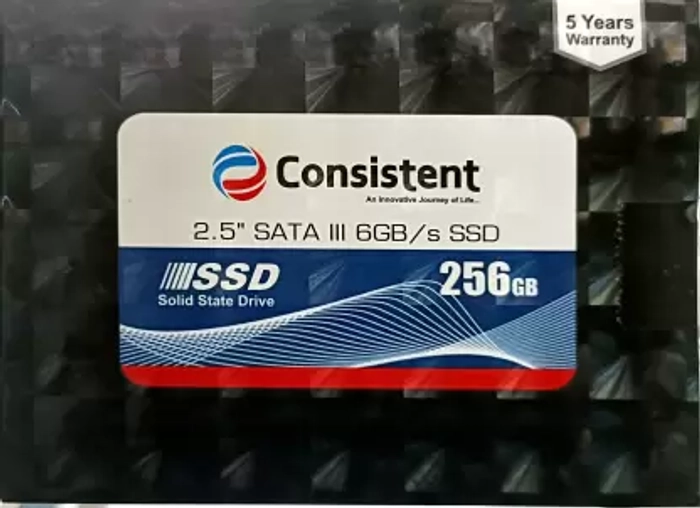 5 Years
Warranty
Consistent
An Innovative Journey of Life...
2.5" SATA III 6GB/s SSD
SSD
256GB
Solid State Drive